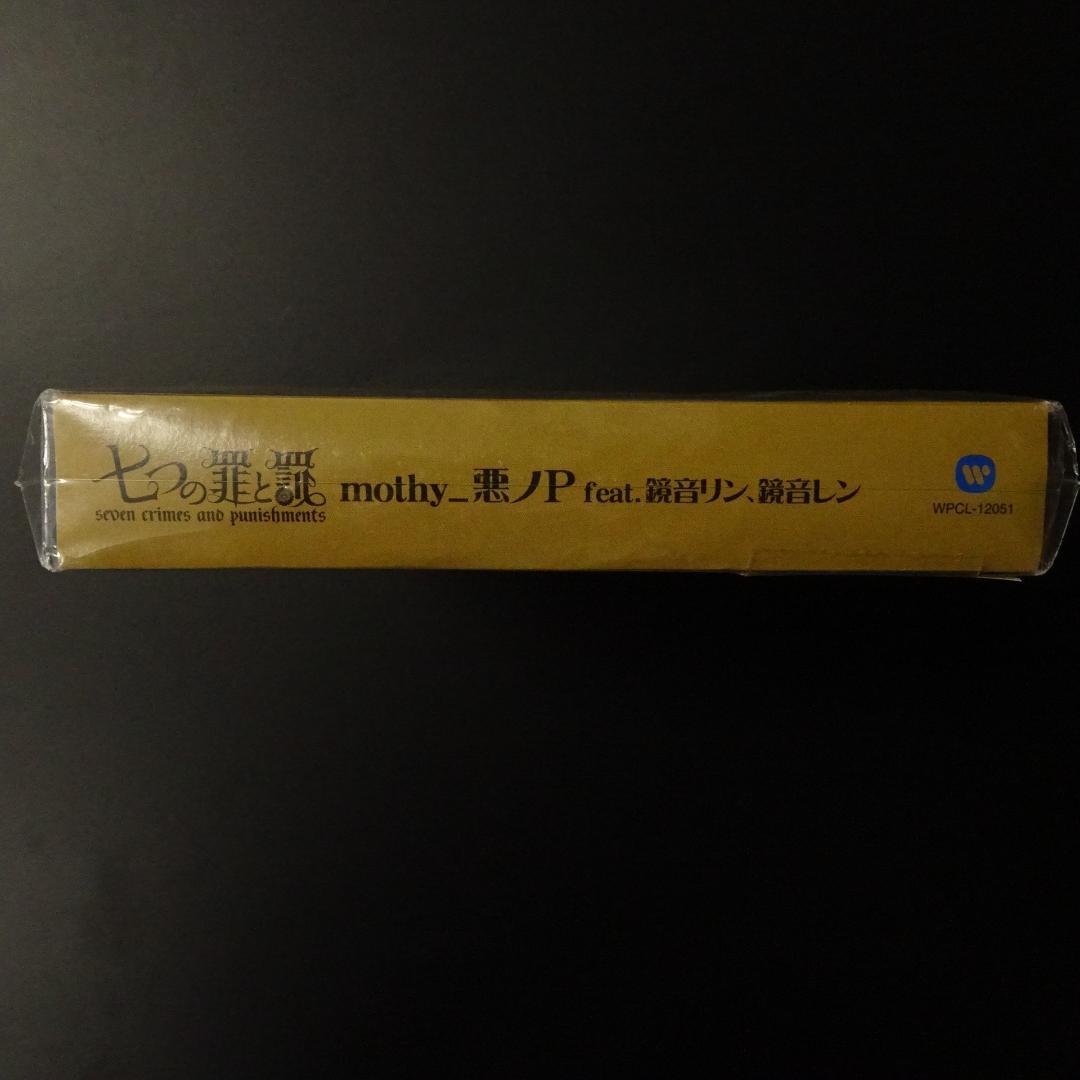 七つの罪と罰
seven crimes and punishments
mothy_悪ノP feat.鏡音リン、鏡音レン
WPCL-12051